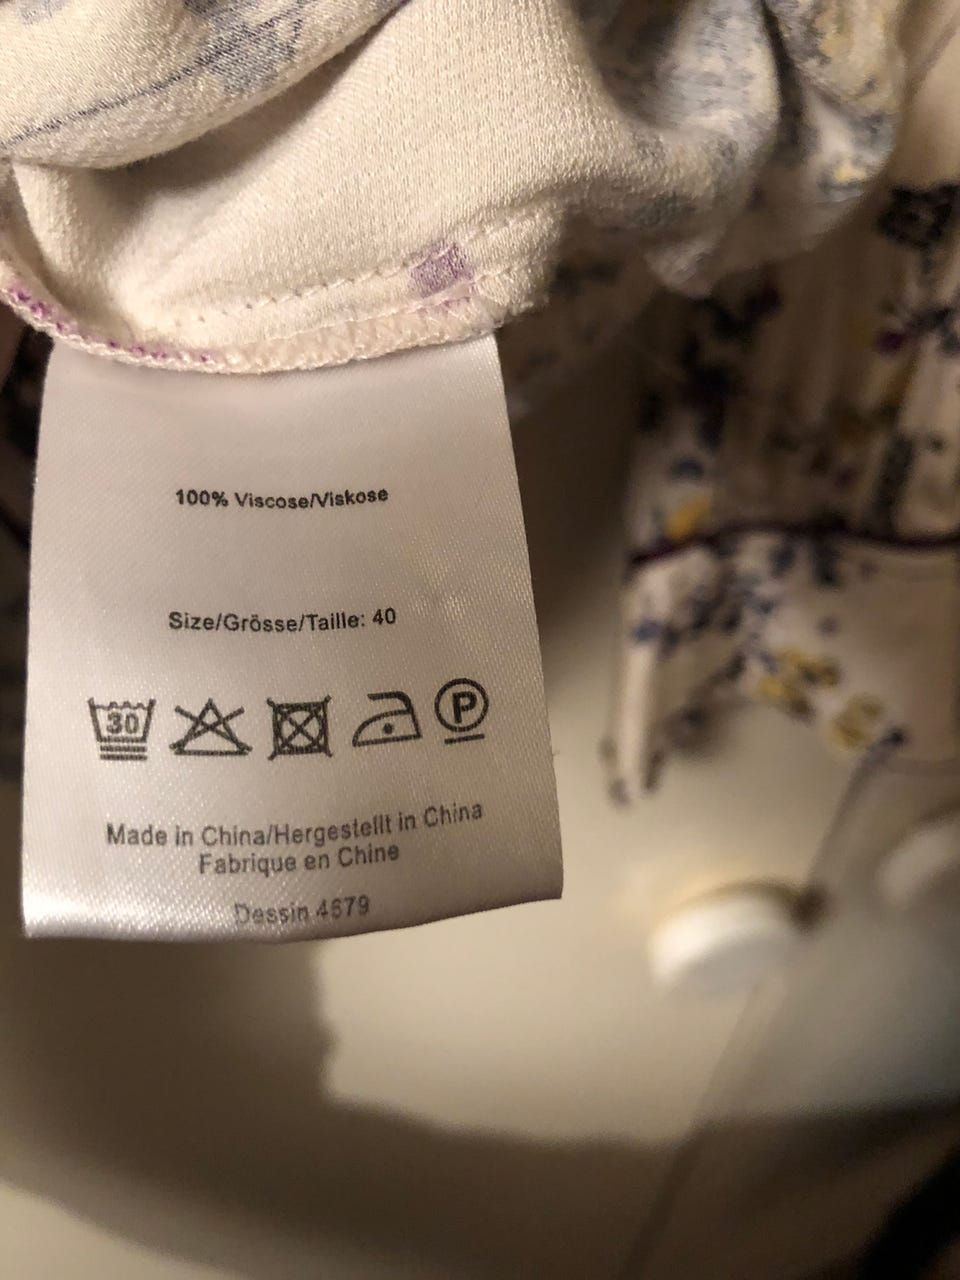 100% Viscose/Viskose
Size/Grösse/Taille: 40
30 P
Made in China/Hergestellt in China
Fabrique en Chine
Dessin 4679